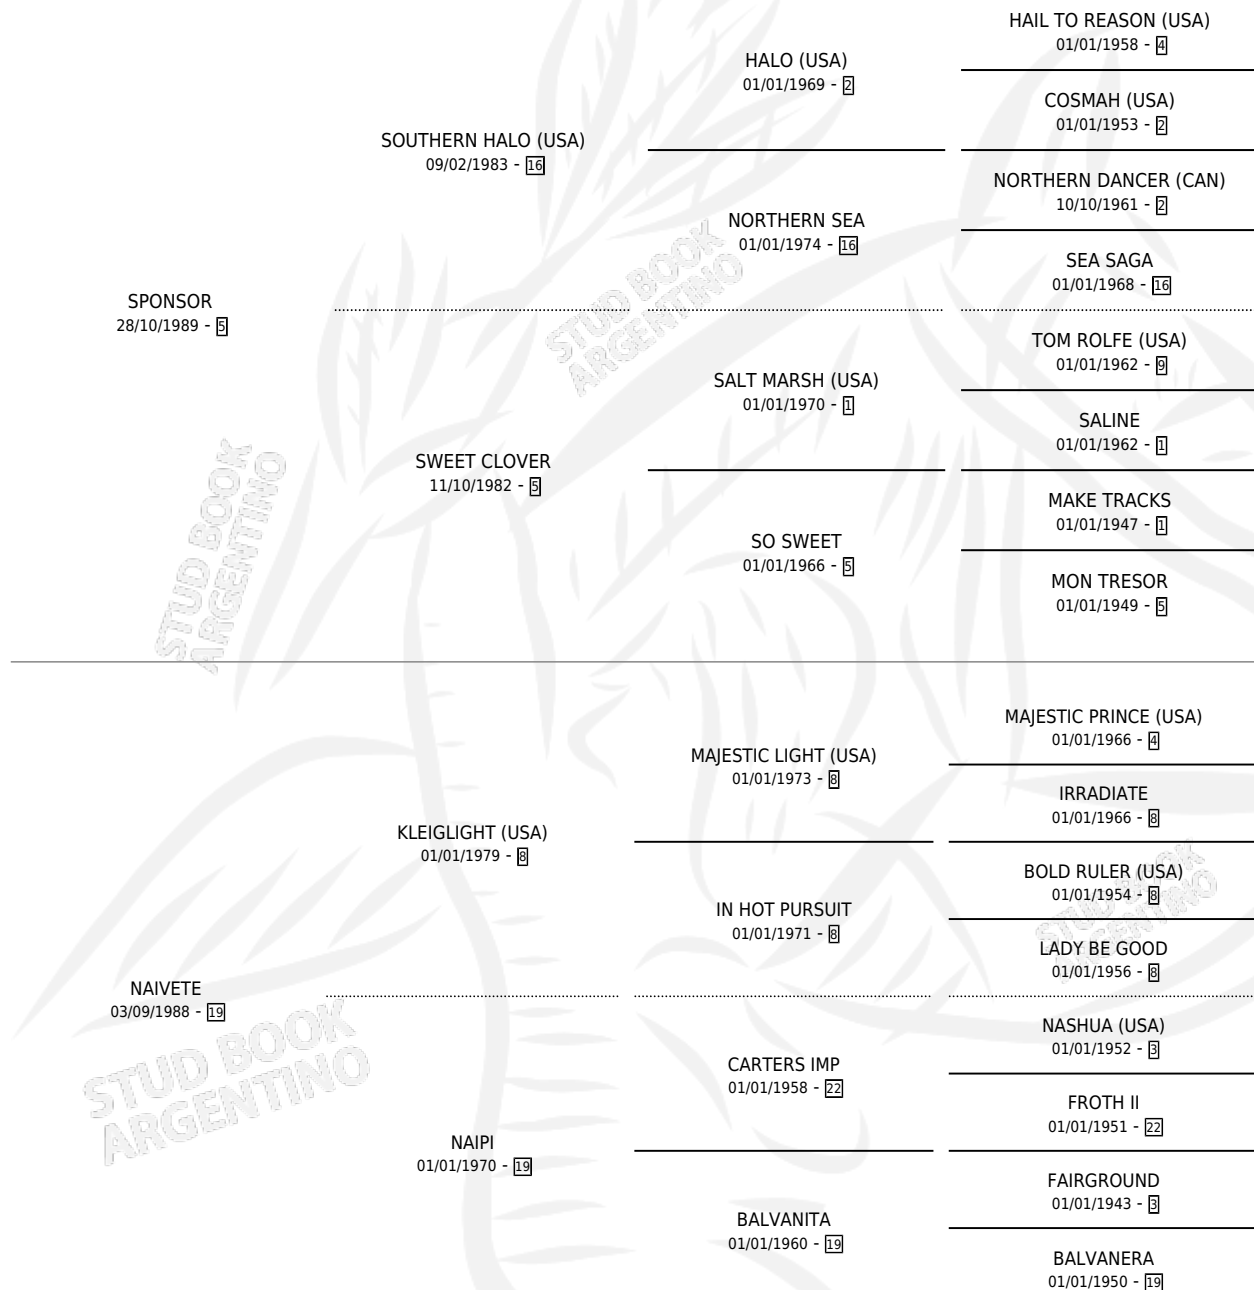 HAIL TO REASON (USA)
01/01/1958 - 4
HALO (USA)
01/01/1969 - 2
COSMAH (USA)
01/01/1953 - 2
SOUTHERN HALO (USA)
09/02/1983 - 16
NORTHERN DANCER (CAN)
10/10/1961 - 2
NORTHERN SEA
01/01/1974 - 16
SEA SAGA
01/01/1968 - 16
SPONSOR
28/10/1989 - 5
TOM ROLFE (USA)
01/01/1962 - 9
SALT MARSH (USA)
01/01/1970 - 1
SALINE
01/01/1962 - 1
SWEET CLOVER
11/10/1982 - 5
MAKE TRACKS
01/01/1947 - 1
SO SWEET
01/01/1966 - 5
MON TRESOR
01/01/1949 - 5
MAJESTIC PRINCE (USA)
01/01/1966 - 4
MAJESTIC LIGHT (USA)
01/01/1973 - 8
IRRADIATE
01/01/1966 - 8
KLEIGLIGHT (USA)
01/01/1979 - 8
BOLD RULER (USA)
01/01/1954 - 8
IN HOT PURSUIT
01/01/1971 - 8
LADY BE GOOD
01/01/1956 - 8
NAIVETE
03/09/1988 - 19
NASHUA (USA)
01/01/1952 - 3
CARTERS IMP
01/01/1958 - 22
FROTH II
01/01/1951 - 22
NAIPI
01/01/1970 - 19
FAIRGROUND
01/01/1943 - 3
BALVANITA
01/01/1960 - 19
BALVANERA
01/01/1950 - 19
STUD BOOK
ARGENTINO
STUD BOOK
ARGENTINO
STUD BOOK
ARGENTINO
STUD BOOK
ARGENTINO